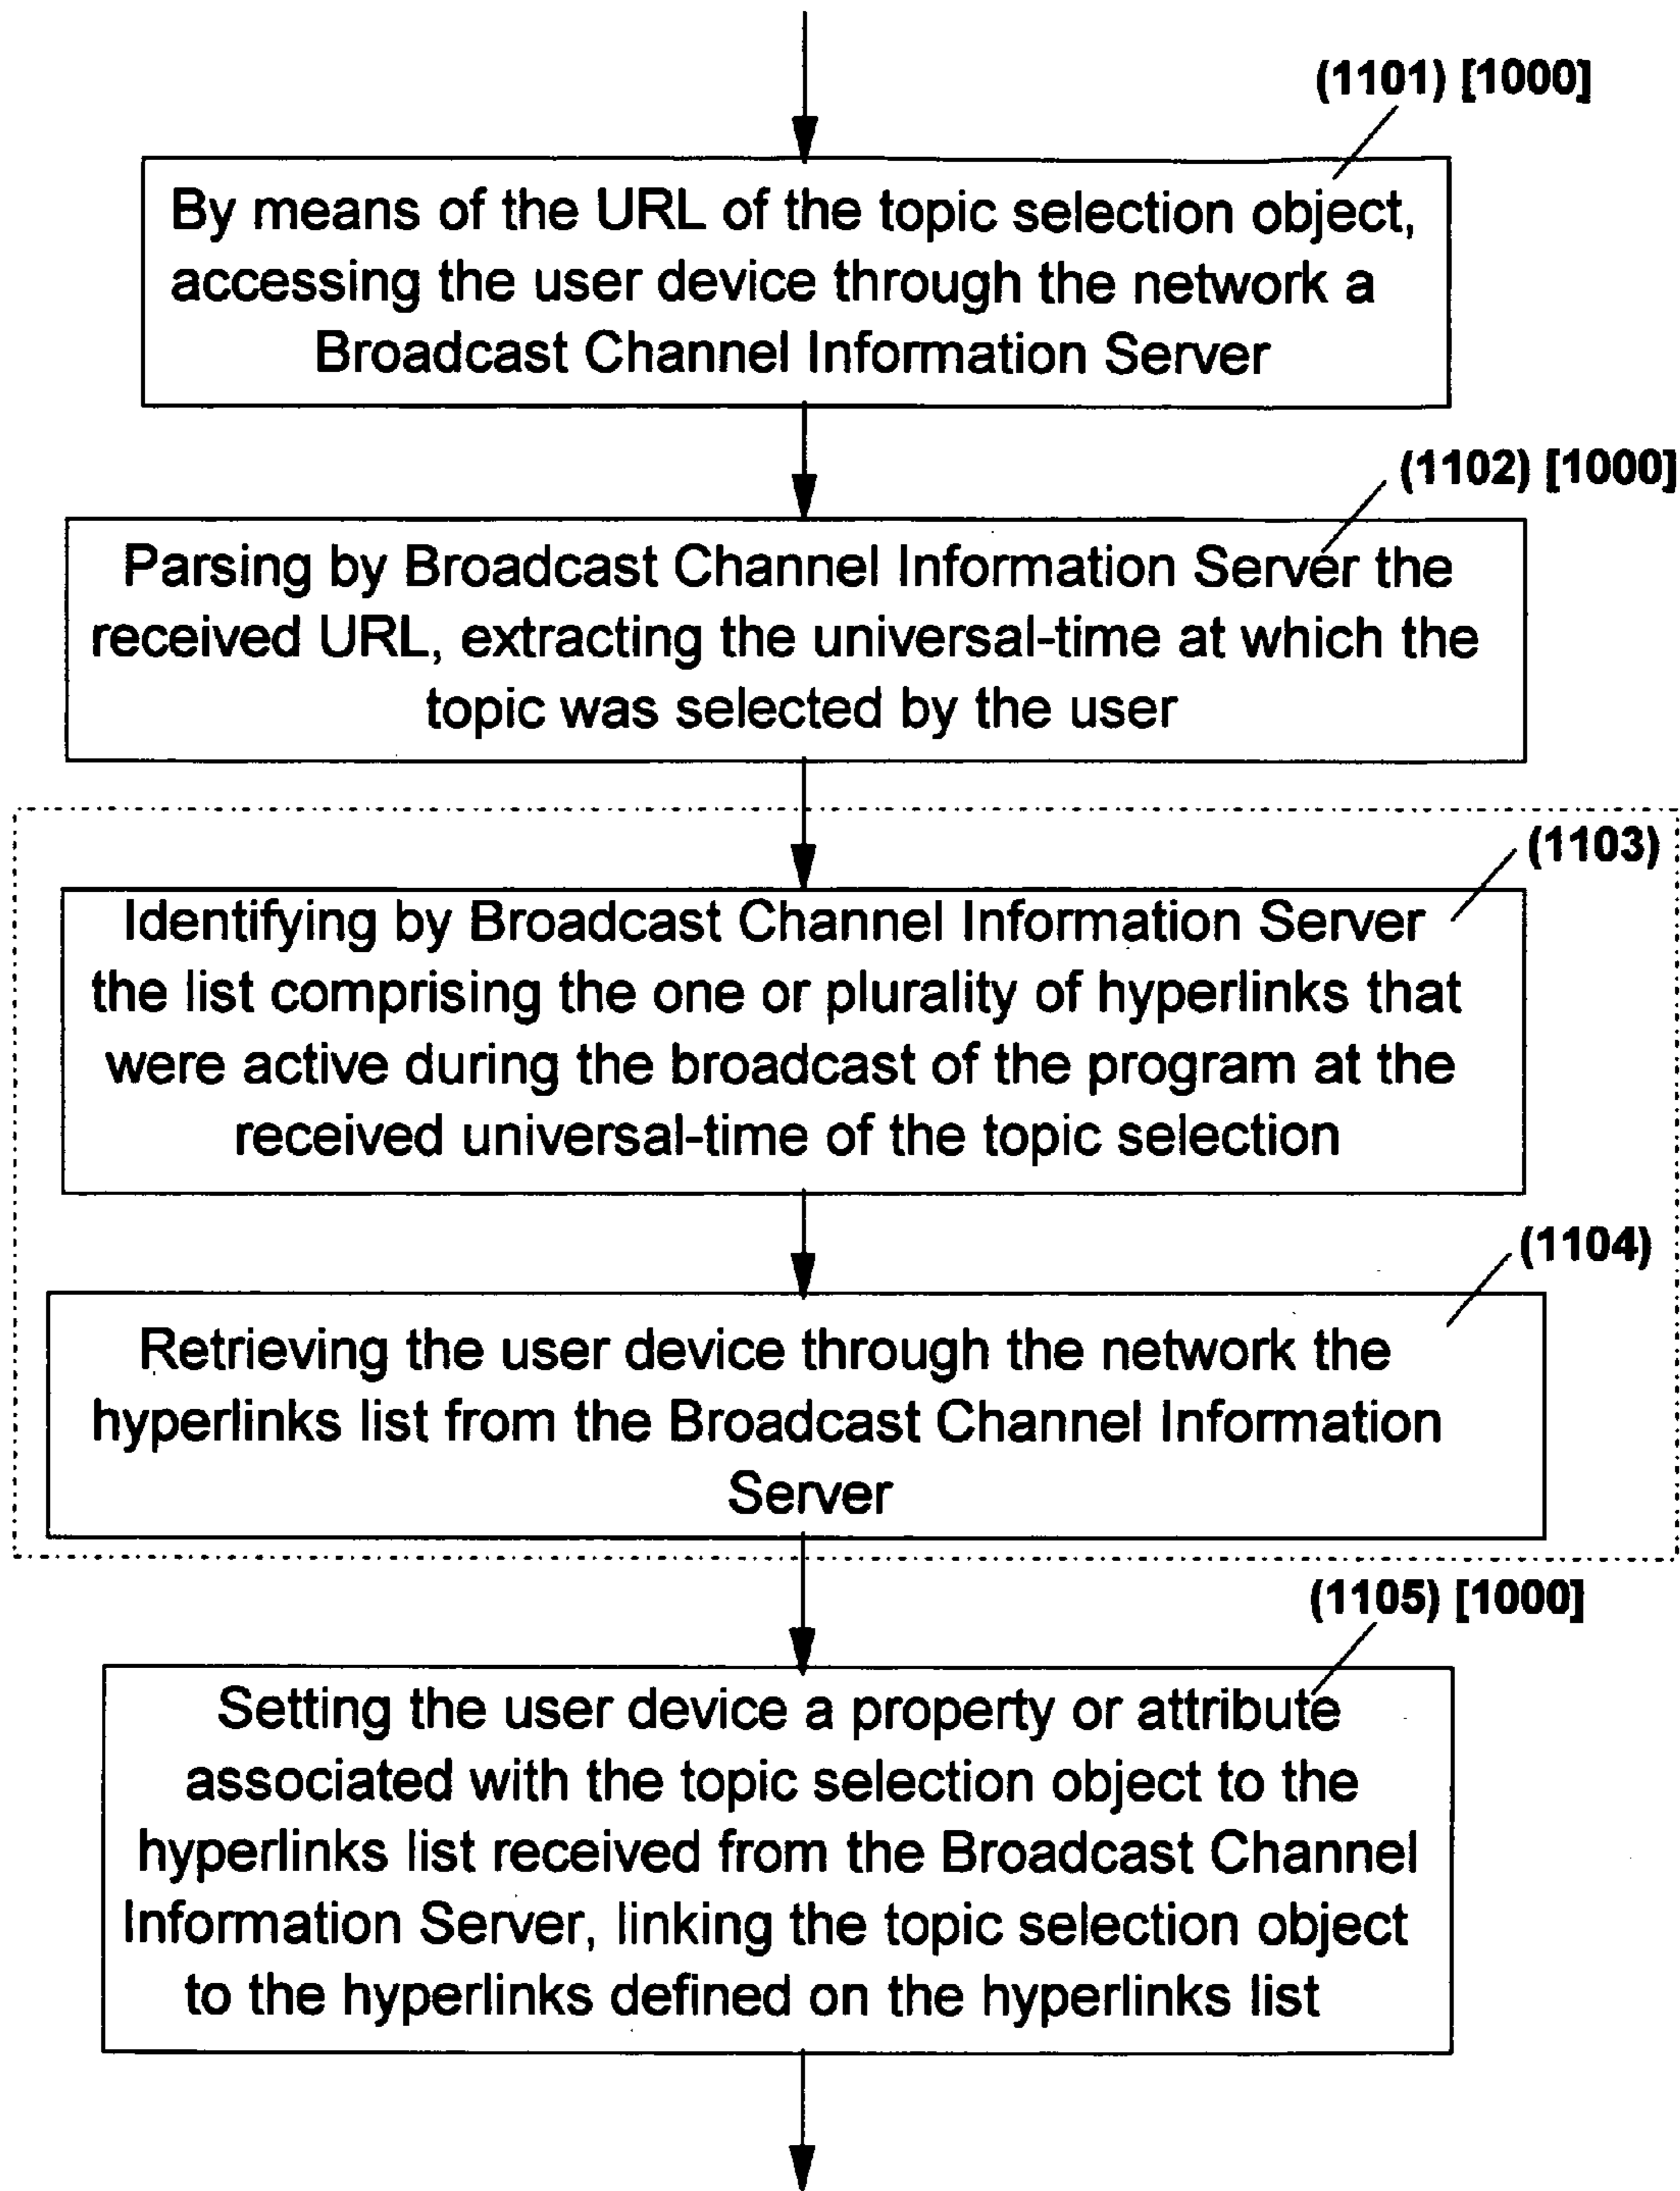 (1101) [1000]
By means of the URL of the topic selection object,
accessing the user device through the network a
Broadcast Channel Information Server
(1102) [1000]
Parsing by Broadcast Channel Information Server the
received URL, extracting the universal-time at which the
topic was selected by the user
(1103)
Identifying by Broadcast Channel Information Server
the list comprising the one or plurality of hyperlinks that
were active during the broadcast of the program at the
received universal-time of the topic selection
(1104)
Retrieving the user device through the network the
hyperlinks list from the Broadcast Channel Information
Server
(1105) [1000]
Setting the user device a property or attribute
associated with the topic selection object to the
hyperlinks list received from the Broadcast Channel
Information Server, linking the topic selection object
to the hyperlinks defined on the hyperlinks list